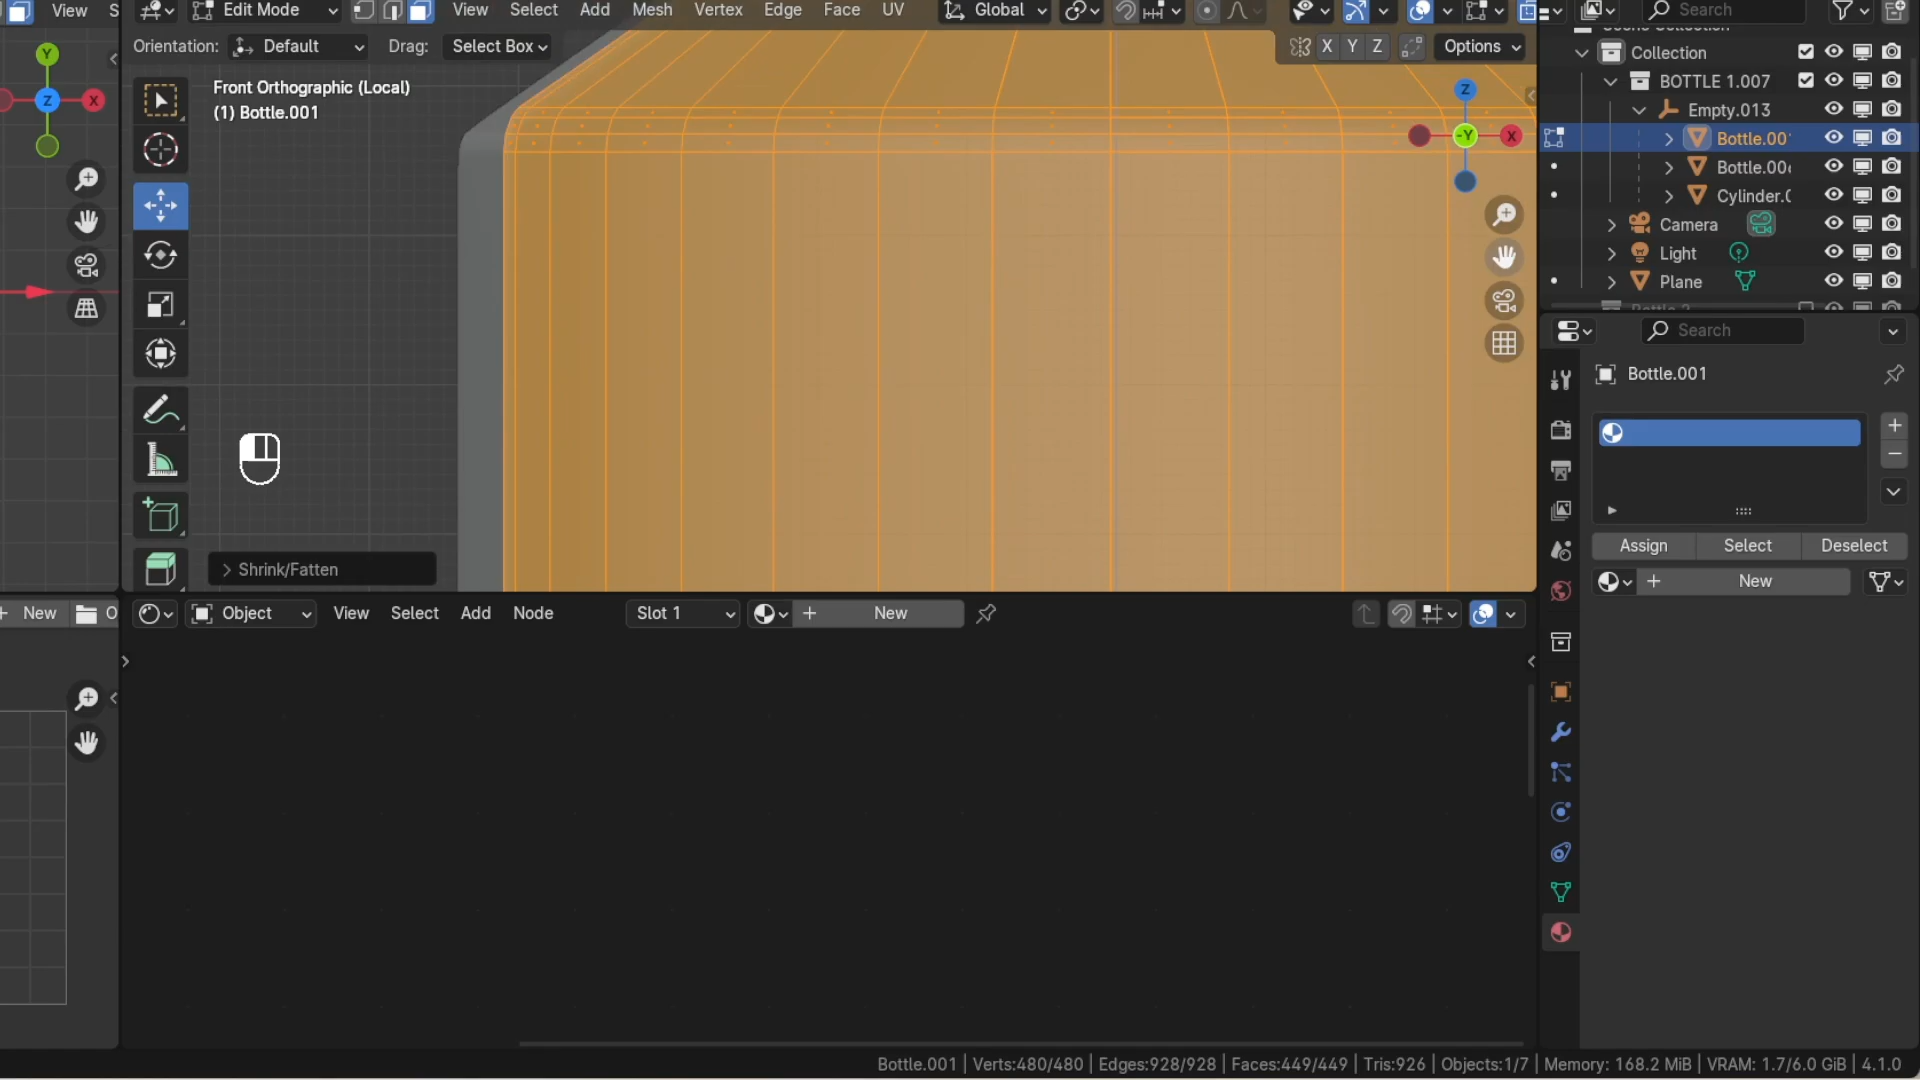 View
S
Edit Mode
View
Select
Add
Mesh
Vertex
Edge
Face
UV
Global
Search
Orientation:
Default
Drag:
Select Box
X
Y
Z
Options
Front Orthographic (Local)
(1) Bottle.001
Y
X
Z
Z
-Y
X
Scene Collection
Collection
BOTTLE 1.007
Empty.013
Bottle.00
Bottle.00
Cylinder.0
Camera
Light
Plane
Search
Bottle.001
Assign
Select
Deselect
New
Shrink/Fatten
New
O
Object
View
Select
Add
Node
Slot 1
New
Bottle.001 | Verts:480/480 | Edges:928/928 | Faces:449/449 | Tris:926 | Objects:1/7 | Memory: 168.2 MiB | VRAM: 1.7/6.0 GiB | 4.1.0